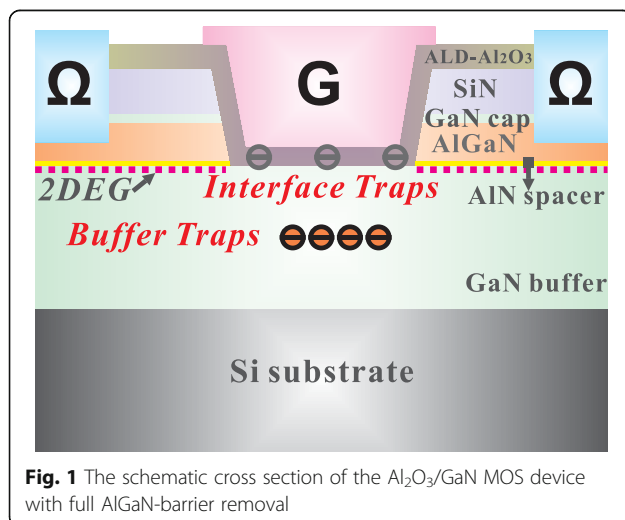 ALD-Al₂O₃
Ω G Ω
SiN
GaN cap
AlGaN
2DEG Interface Traps AlN spacer
Buffer Traps
GaN buffer
Si substrate
Fig. 1 The schematic cross section of the Al₂O₃/GaN MOS device
with full AlGaN-barrier removal